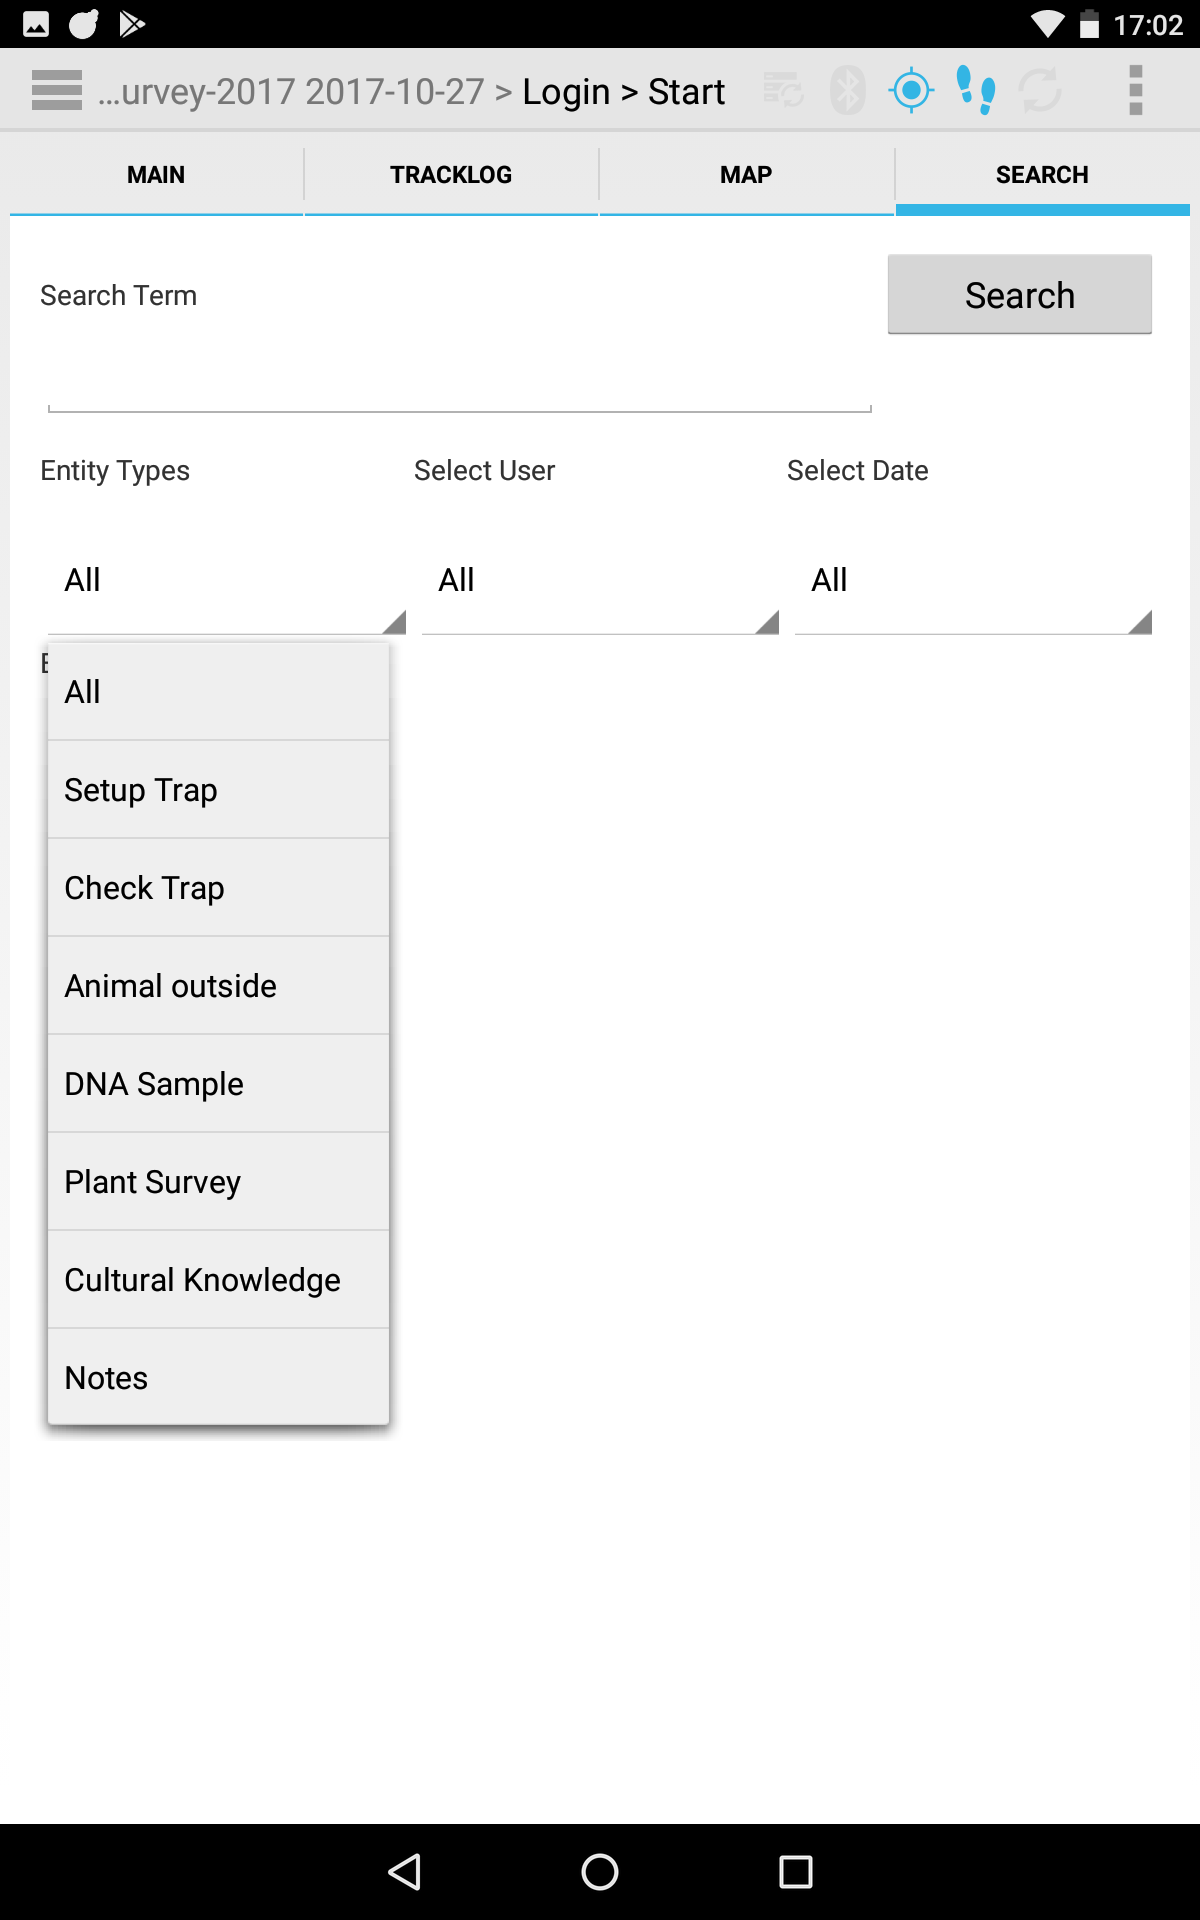 17:02
...urvey-2017 2017-10-27 > Login > Start
MAIN TRACKLOG MAP SEARCH
Search Term
Search
Entity Types Select User Select Date
All All All
All
Setup Trap
Check Trap
Animal outside
DNA Sample
Plant Survey
Cultural Knowledge
Notes